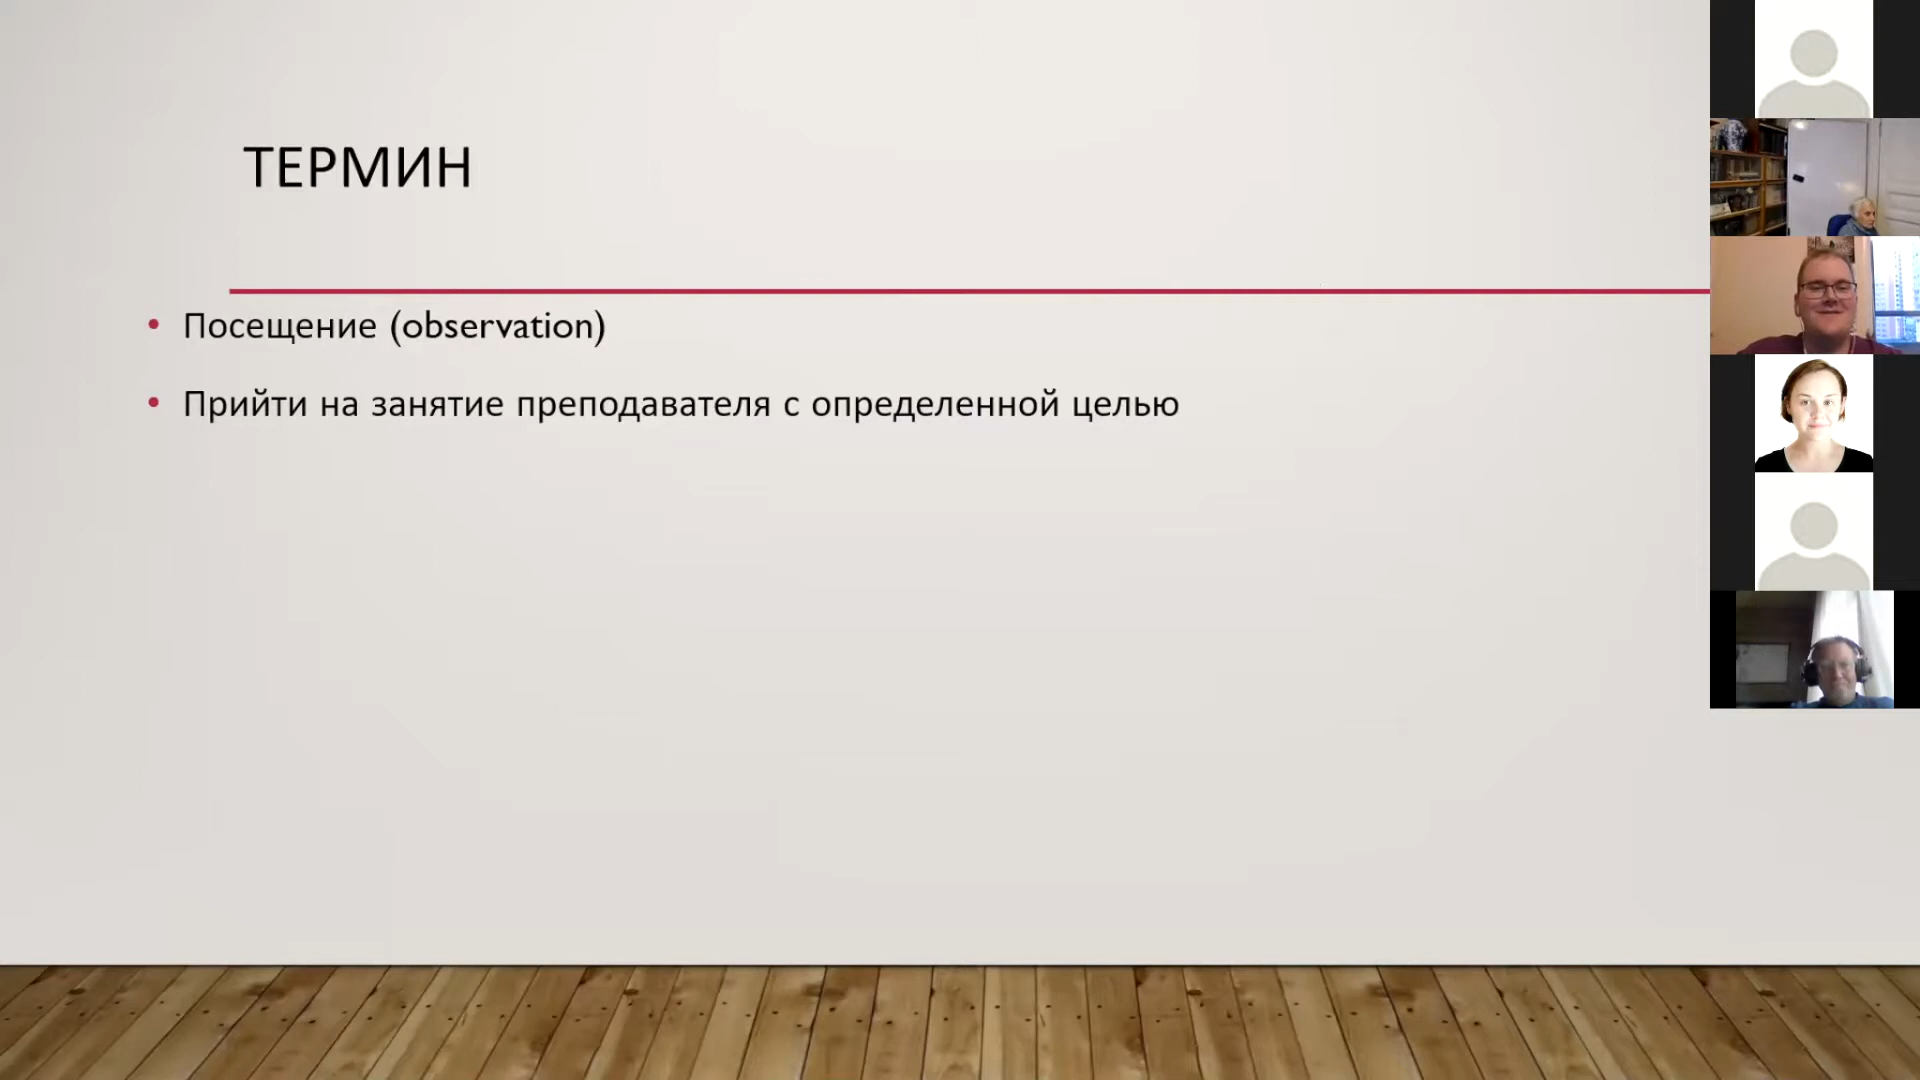 ТЕРМИН
• Посещение (observation)
• Прийти на занятие преподавателя с определенной целью